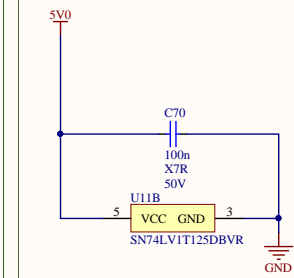 5V0
C70
100n
X7R
50V
U11B
5 VCC GND 3
SN74LV1T125DBVR
GND